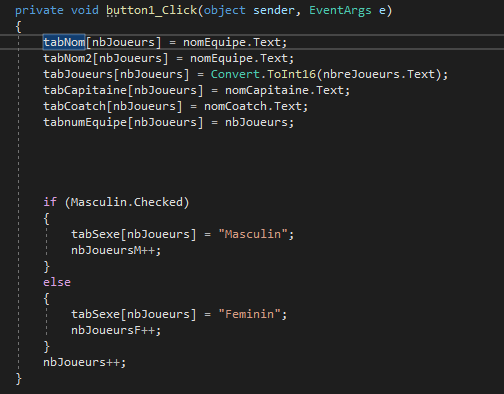 private void button1_Click(object sender, EventArgs e)
{
tabNom[nbJoueurs] = nomEquipe.Text;
tabNom2[nbJoueurs] = nomEquipe.Text;
tabJoueurs[nbJoueurs] = Convert.ToInt16(nbreJoueurs.Text);
tabCapitaine[nbJoueurs] = nomCapitaine.Text;
tabCoatch[nbJoueurs] = nomCoatch.Text;
tabnumEquipe[nbJoueurs] = nbJoueurs;
if (Masculin.Checked)
{
tabSexe[nbJoueurs] = "Masculin";
nbJoueursM++;
}
else
{
tabSexe[nbJoueurs] = "Feminin";
nbJoueursF++;
}
nbJoueurs++;
}